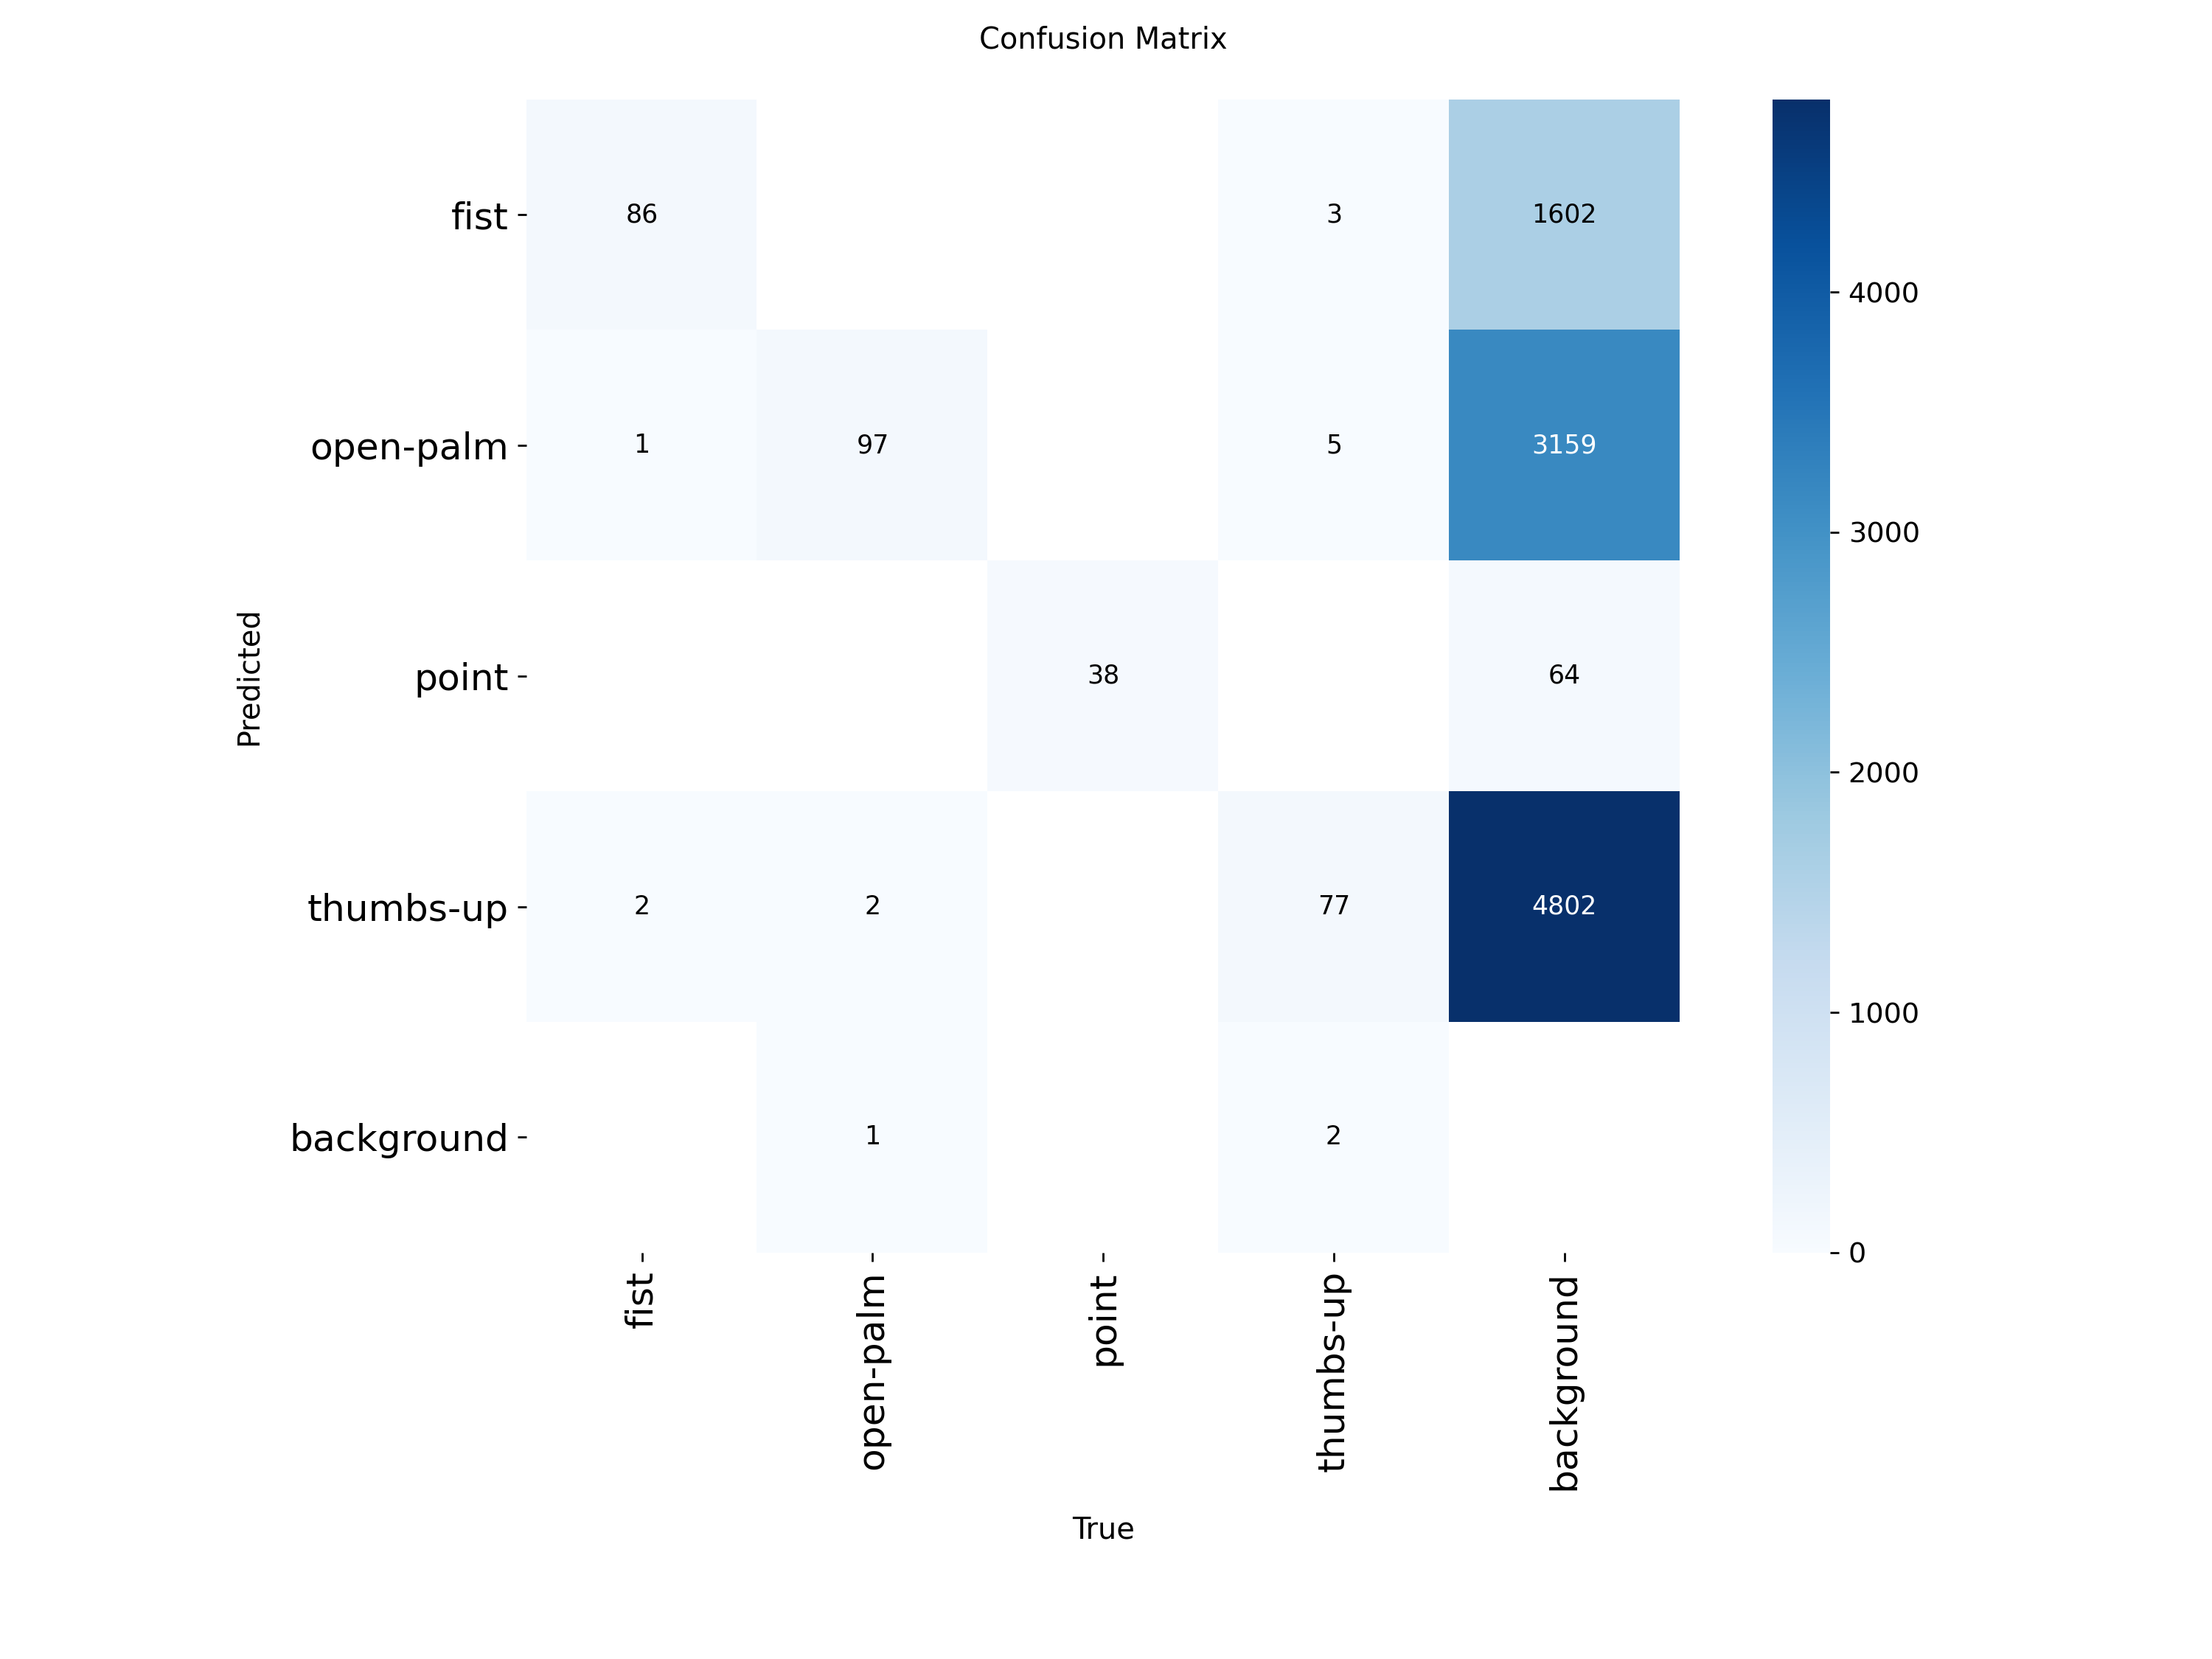 Confusion Matrix
fist
86
3
1602
open-palm
1
97
5
3159
point
38
64
thumbs-up
2
2
77
4802
background
1
2
Predicted
fist
open-palm
point
thumbs-up
background
True
4000
3000
2000
1000
0